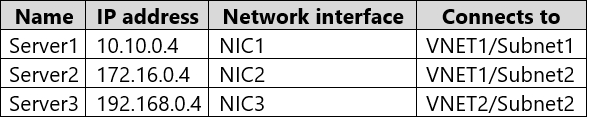 Name IP address Network interface Connects to
Server1 10.10.0.4 NIC1 VNET1/Subnet1
Server2 172.16.0.4 NIC2 VNET1/Subnet2
Server3 192.168.0.4 NIC3 VNET2/Subnet2